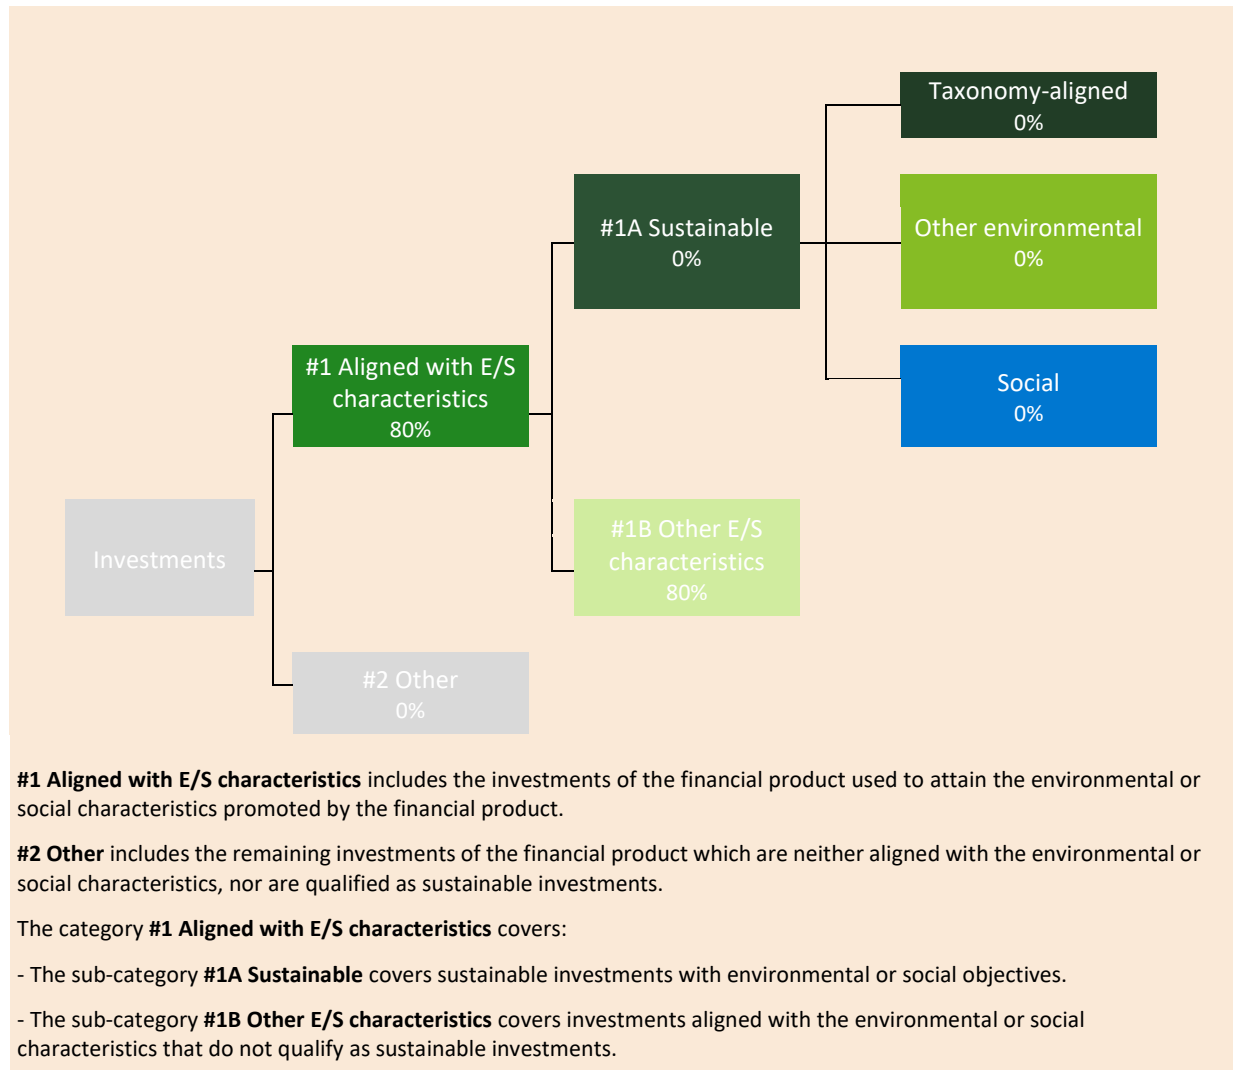 Taxonomy-aligned
0%
#1A Sustainable
0%
Other environmental
0%
#1 Aligned with E/S
characteristics
80%
Social
0%
Investments
#1B Other E/S
characteristics
80%
#2 Other
0%
#1 Aligned with E/S characteristics includes the investments of the financial product used to attain the environmental or
social characteristics promoted by the financial product.
#2 Other includes the remaining investments of the financial product which are neither aligned with the environmental or
social characteristics, nor are qualified as sustainable investments.
The category #1 Aligned with E/S characteristics covers:
- The sub-category #1A Sustainable covers sustainable investments with environmental or social objectives.
- The sub-category #1B Other E/S characteristics covers investments aligned with the environmental or social
characteristics that do not qualify as sustainable investments.